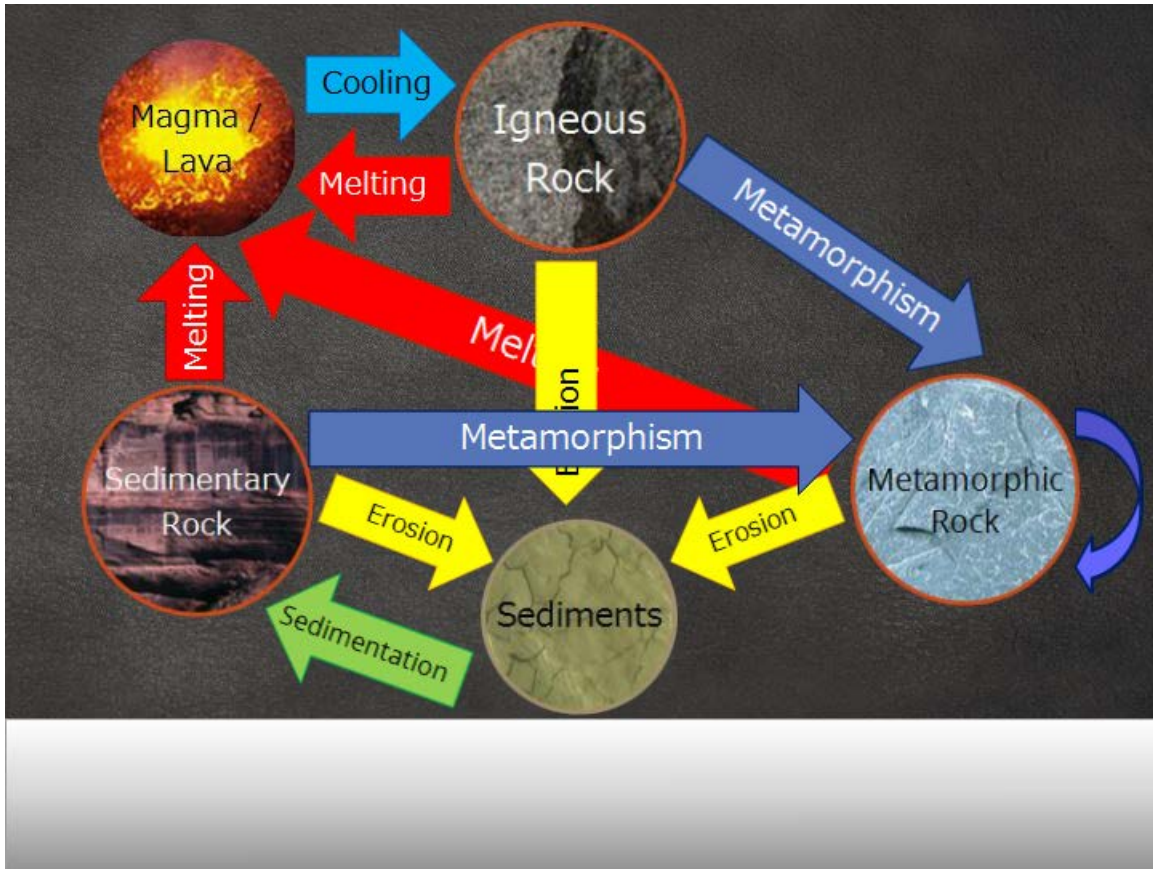 Magma /
Lava
Cooling
Igneous
Rock
Melting
Metamorphism
Melting
Metamorphism
Sedimentary
Rock
Metamorphic
Rock
Erosion
Erosion
Sediments
Sedimentation